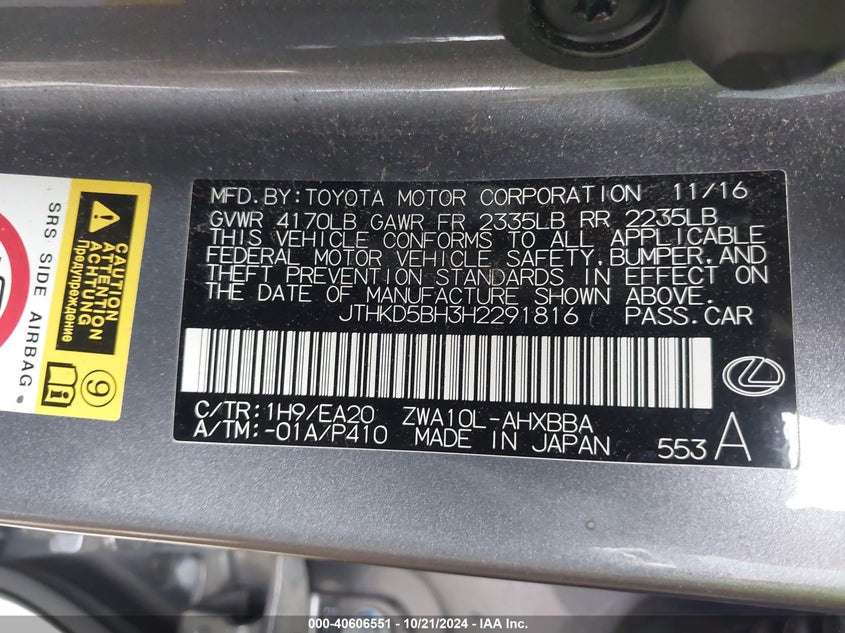 MFD.BY:TOYOTA MOTOR CORPORATION 11/16
GVWR 4170LB GAWR FR 2335LB RR 2235LB
THIS VEHICLE CONFORMS TO ALL APPLICABLE
FEDERAL MOTOR VEHICLE SAFETY,BUMPER,AND
THEFT PREVENTION STANDARDS IN EFFECT ON
THE DATE OF MANUFACTURE SHOWN ABOVE.
JTHKD5BH3H2291816 PASS.CAR
C/TR:1H9/EA20 ZWA10L-AHXBBA
A/TM:-01A/P410 MADE IN JAPAN 553 A
CAUTION
ATTENTION
ACHTUNG
Предупреждение
SRS SIDE AIRBAG
9
000-40606551 - 10/21/2024 - IAA Inc.